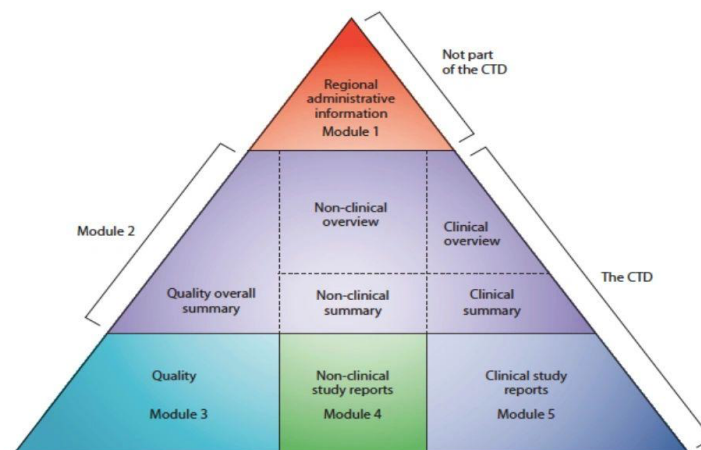 Not part
of the CTD
Regional
administrative
information
Module 1
Module 2
Non-clinical
overview
Clinical
overview
The CTD
Quality overall
summary
Non-clinical
summary
Clinical
summary
Quality
Module 3
Non-clinical
study reports
Module 4
Clinical study
reports
Module 5